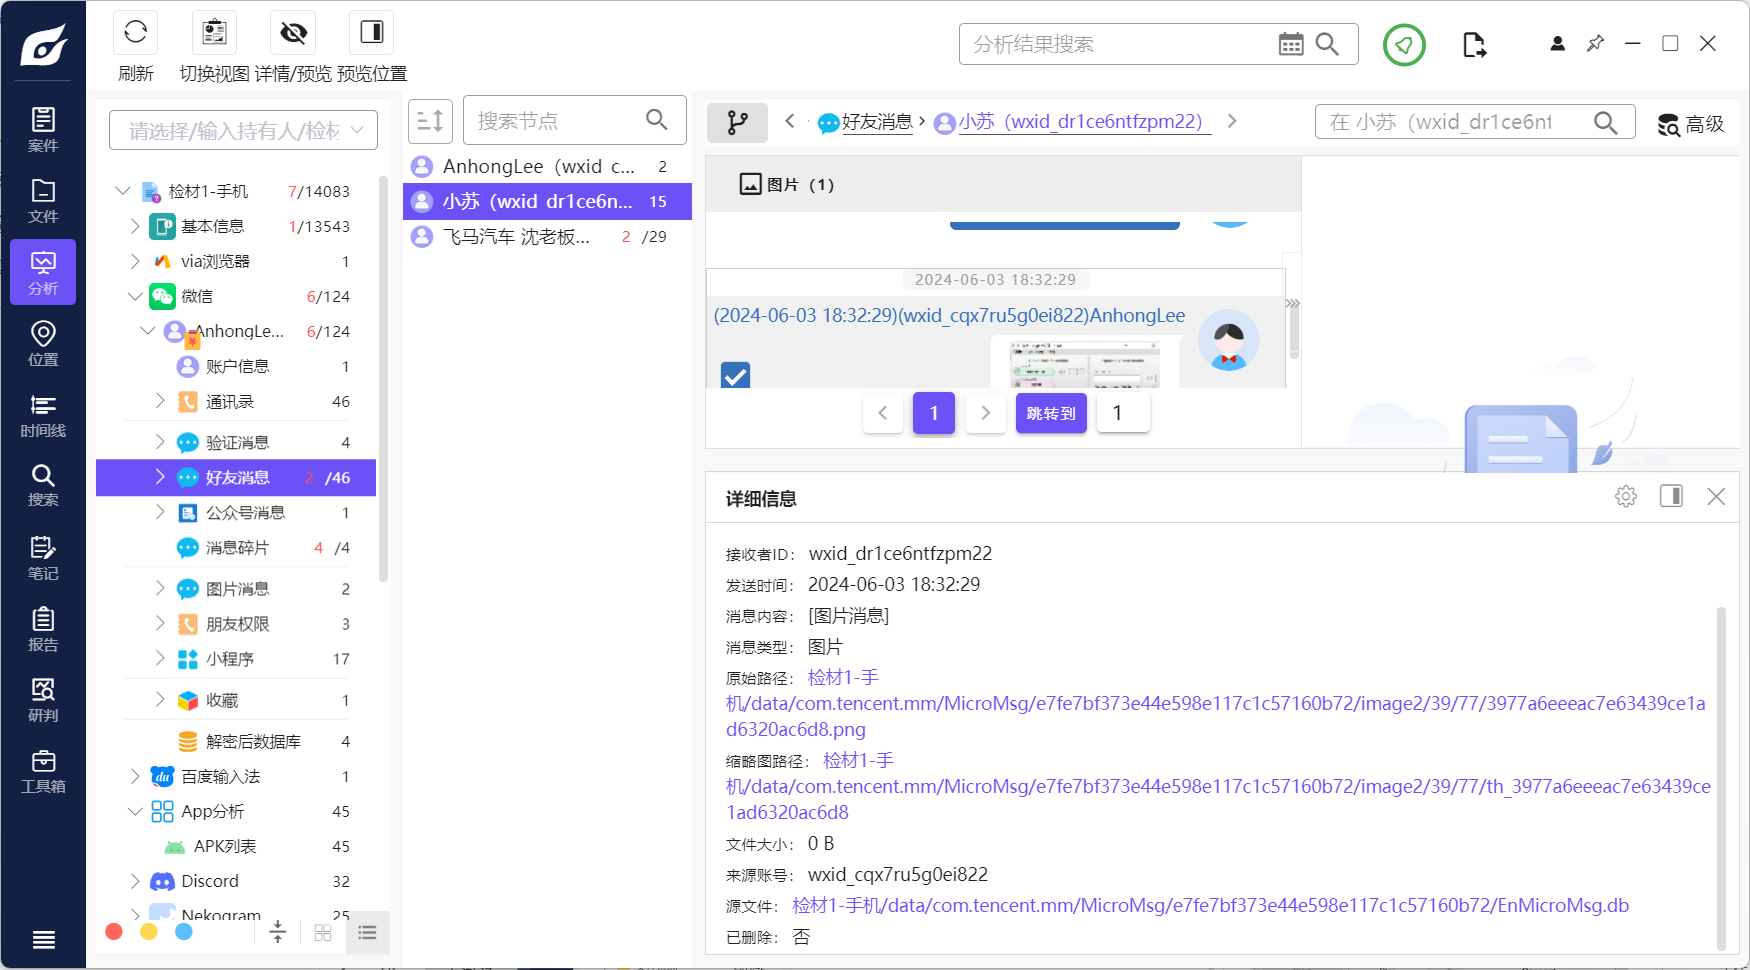 刷新
切换视图
详情/预览
预览位置
分析结果搜索
案件
文件
分析
位置
时间线
搜索
笔记
报告
研判
工具箱
请选择/输入持有人/检材
检材1-手机 7/14083
基本信息 1/13543
via浏览器 1
微信 6/124
AnhongLe... 6/124
账户信息 1
通讯录 46
验证消息 4
好友消息 2 /46
公众号消息 1
消息碎片 4 /4
图片消息 2
朋友权限 3
小程序 17
收藏 1
解密后数据库 4
百度输入法 1
App分析 45
APK列表 45
Discord 32
Nekogram 25
搜索节点
AnhongLee（wxid_c... 2
小苏（wxid_dr1ce6n... 15
飞马汽车 沈老板... 2 /29
好友消息
小苏（wxid_dr1ce6ntfzpm22）
在 小苏（wxid_dr1ce6nt
高级
图片（1）
2024-06-03 18:32:29
(2024-06-03 18:32:29)(wxid_cqx7ru5g0ei822)AnhongLee
1
跳转到
1
详细信息
接收者ID： wxid_dr1ce6ntfzpm22
发送时间： 2024-06-03 18:32:29
消息内容： [图片消息]
消息类型： 图片
原始路径： 检材1-手
机/data/com.tencent.mm/MicroMsg/e7fe7bf373e44e598e117c1c57160b72/image2/39/77/3977a6eeeac7e63439ce1a
d6320ac6d8.png
缩略图路径： 检材1-手
机/data/com.tencent.mm/MicroMsg/e7fe7bf373e44e598e117c1c57160b72/image2/39/77/th_3977a6eeeac7e63439ce
1ad6320ac6d8
文件大小： 0 B
来源账号： wxid_cqx7ru5g0ei822
源文件： 检材1-手机/data/com.tencent.mm/MicroMsg/e7fe7bf373e44e598e117c1c57160b72/EnMicroMsg.db
已删除： 否